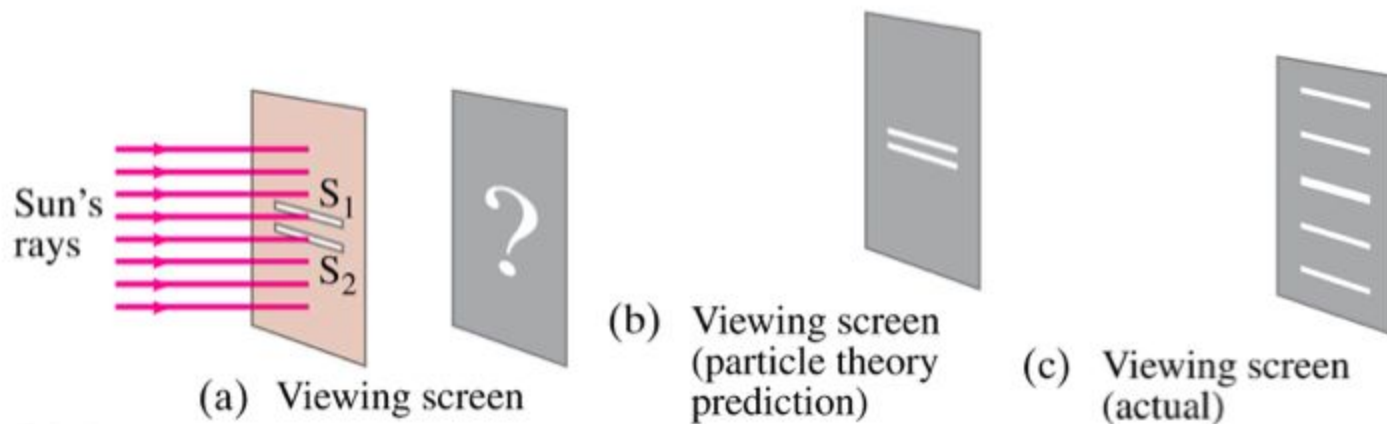 Sun's
rays
S₁
S₂
?
(a) Viewing screen
(b) Viewing screen
(particle theory
prediction)
(c) Viewing screen
(actual)